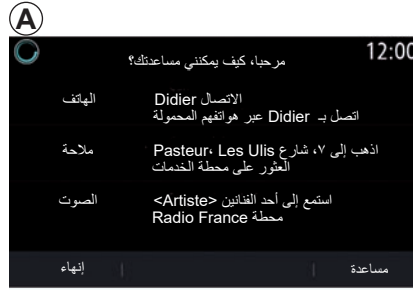 A
12:00
مرحبا، كيف يمكنني مساعدتك؟
الهاتف
الاتصال Didier
اتصل بـ Didier عبر هواتفهم المحمولة
ملاحة
اذهب إلى ٧، شارع Pasteur، Les Ulis
العثور على محطة الخدمات
الصوت
استمع إلى أحد الفنانين <Artiste>
محطة Radio France
مساعدة
إنهاء